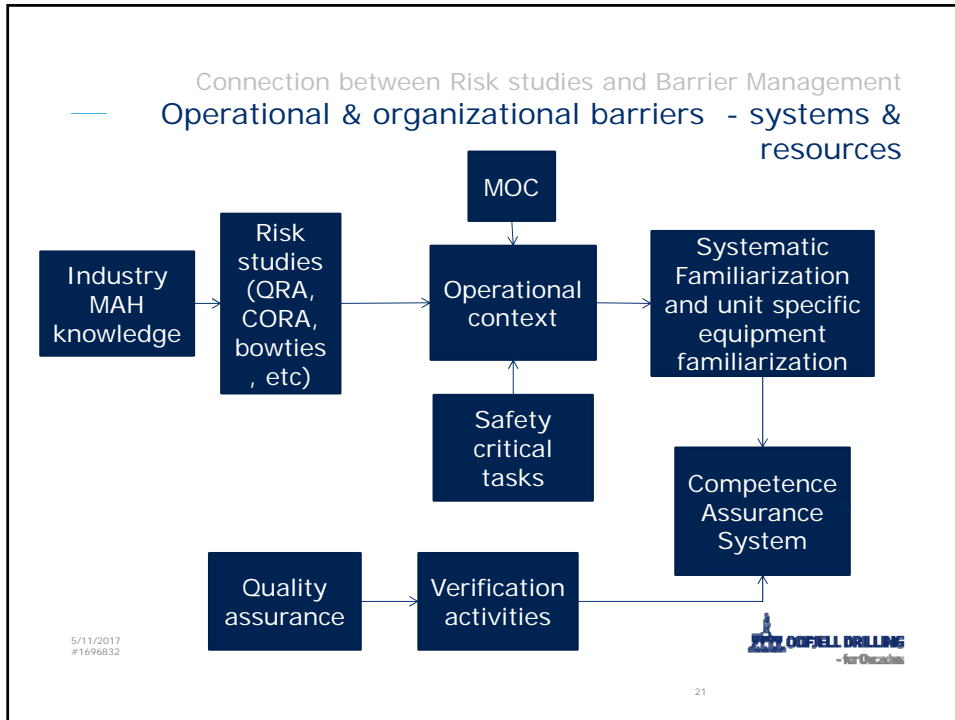 Connection between Risk studies and Barrier Management
Operational & organizational barriers - systems &
resources
MOC
Industry
MAH
knowledge
Risk
studies
(QRA,
CORA,
bowties
, etc)
Operational
context
Systematic
Familiarization
and unit specific
equipment
familiarization
Safety
critical
tasks
Competence
Assurance
System
Quality
assurance
Verification
activities
5/11/2017
#1696832
ODFJELL DRILLING
- for Decades
21